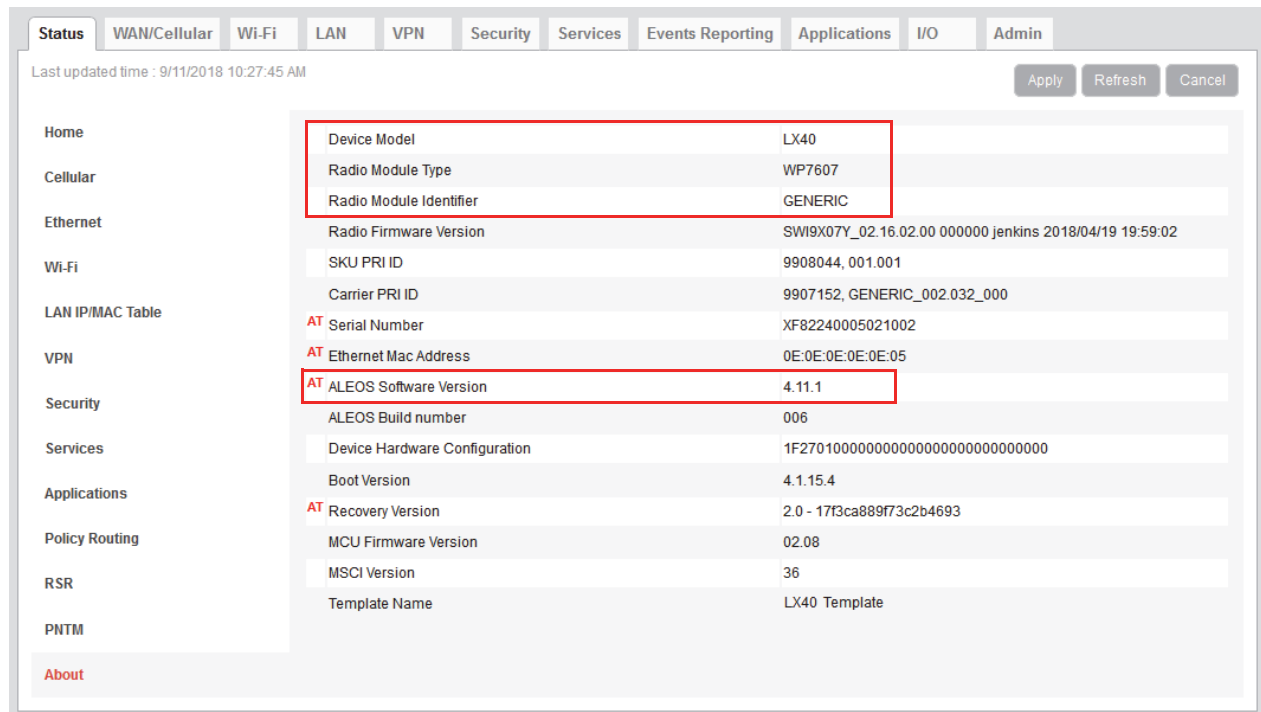 Status WAN/Cellular Wi-Fi LAN VPN Security Services Events Reporting Applications I/O Admin
Last updated time : 9/11/2018 10:27:45 AM
Apply Refresh Cancel
Home
Cellular
Ethernet
Wi-Fi
LAN IP/MAC Table
VPN
Security
Services
Applications
Policy Routing
RSR
PNTM
About
Device Model LX40
Radio Module Type WP7607
Radio Module Identifier GENERIC
Radio Firmware Version SWI9X07Y_02.16.02.00 000000 jenkins 2018/04/19 19:59:02
SKU PRI ID 9908044, 001.001
Carrier PRI ID 9907152, GENERIC_002.032_000
AT Serial Number XF82240005021002
AT Ethernet Mac Address 0E:0E:0E:0E:0E:05
AT ALEOS Software Version 4.11.1
ALEOS Build number 006
Device Hardware Configuration 1F270100000000000000000000000000
Boot Version 4.1.15.4
AT Recovery Version 2.0 - 17f3ca889f73c2b4693
MCU Firmware Version 02.08
MSCI Version 36
Template Name LX40 Template